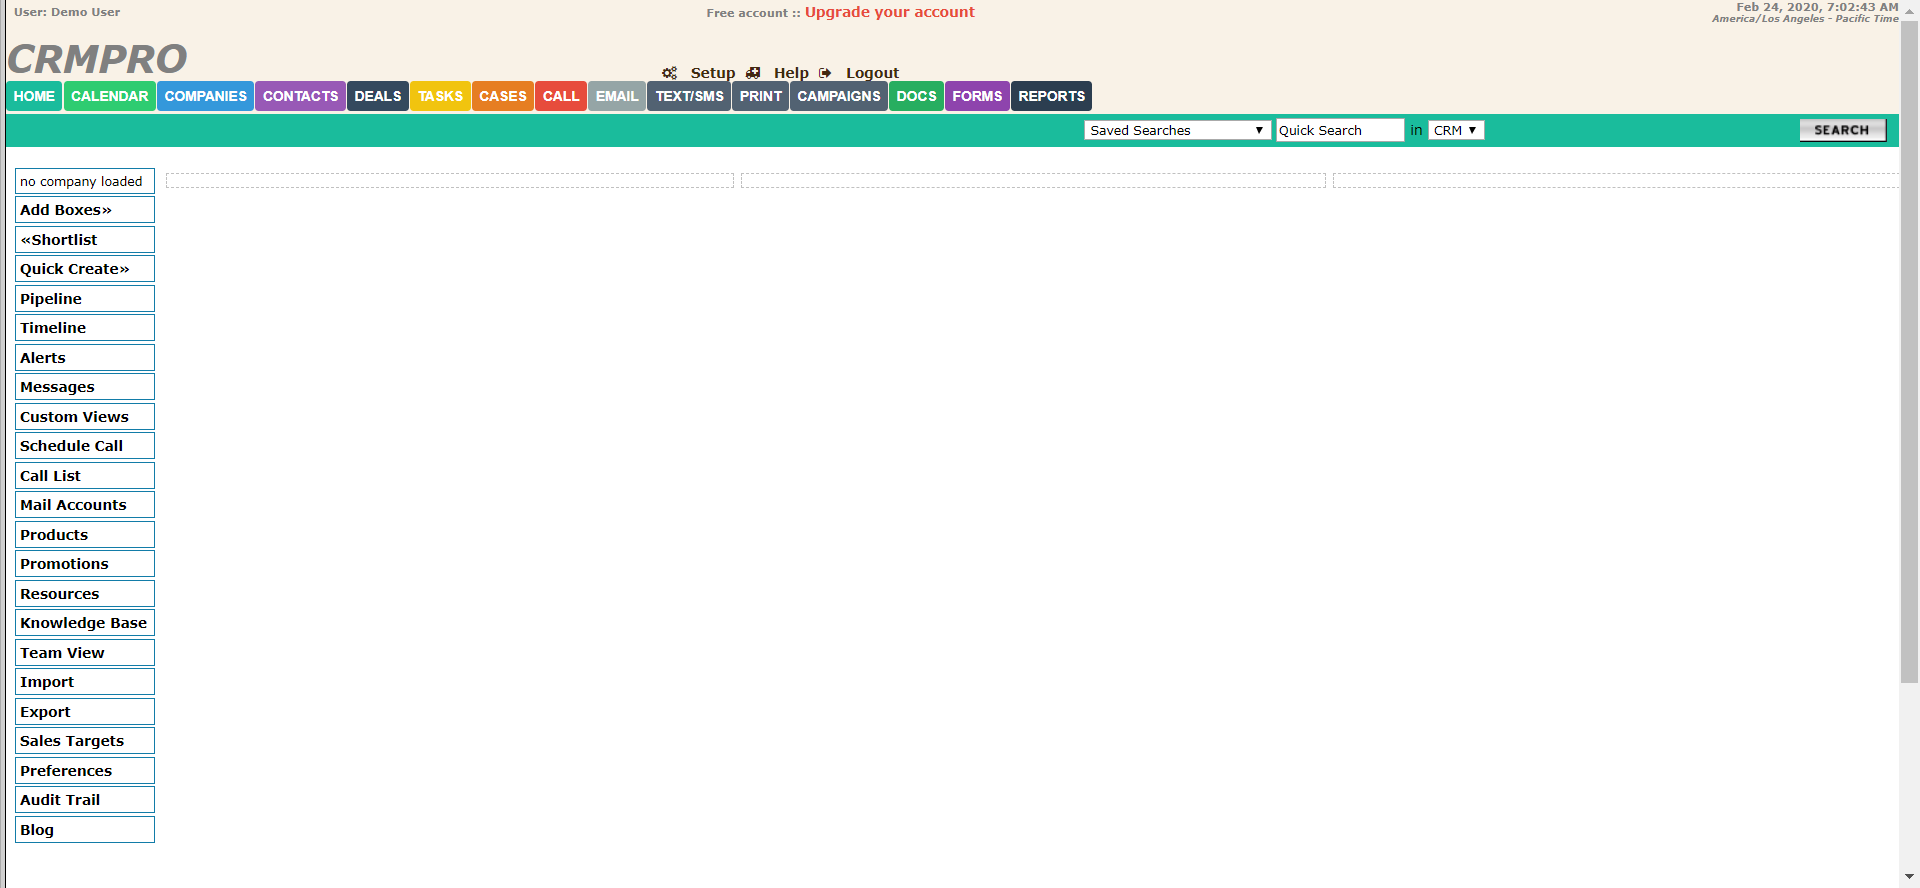 User: Demo User
Free account :: Upgrade your account
Feb 24, 2020, 7:02:43 AM
America/Los Angeles - Pacific Time
CRMPRO
Setup Help Logout
HOME CALENDAR COMPANIES CONTACTS DEALS TASKS CASES CALL EMAIL TEXT/SMS PRINT CAMPAIGNS DOCS FORMS REPORTS
Saved Searches Quick Search in CRM SEARCH
no company loaded
Add Boxes»
«Shortlist
Quick Create»
Pipeline
Timeline
Alerts
Messages
Custom Views
Schedule Call
Call List
Mail Accounts
Products
Promotions
Resources
Knowledge Base
Team View
Import
Export
Sales Targets
Preferences
Audit Trail
Blog